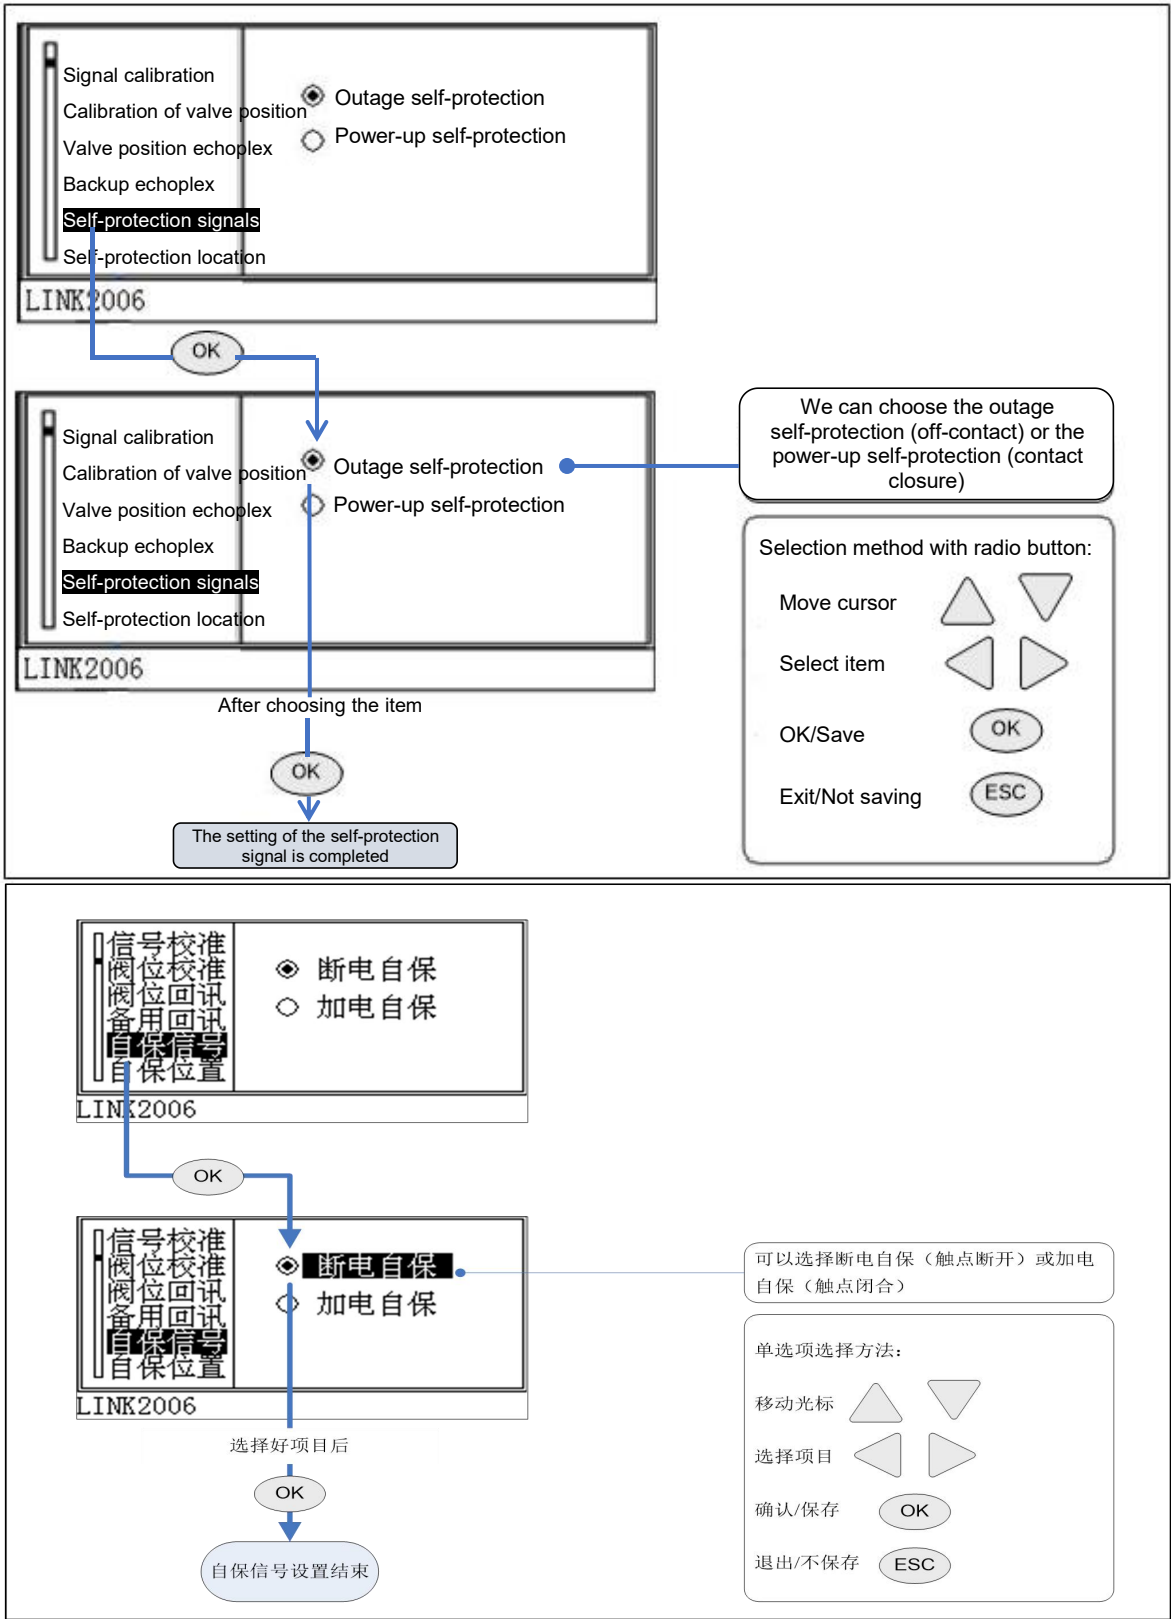 Signal calibration
Calibration of valve position
Valve position echoplex
Backup echoplex
Self-protection signals
Self-protection location
Outage self-protection
Power-up self-protection
LINK2006
OK
Signal calibration
Calibration of valve position
Valve position echoplex
Backup echoplex
Self-protection signals
Self-protection location
Outage self-protection
Power-up self-protection
LINK2006
We can choose the outage
self-protection (off-contact) or the
power-up self-protection (contact
closure)
Selection method with radio button:
Move cursor
Select item
OK/Save
OK
Exit/Not saving
ESC
After choosing the item
OK
The setting of the self-protection
signal is completed
信号校准
阀位校准
阀位回讯
备用回讯
自保信号
自保位置
断电自保
加电自保
LINK2006
OK
信号校准
阀位校准
阀位回讯
备用回讯
自保信号
自保位置
断电自保
加电自保
LINK2006
可以选择断电自保（触点断开）或加电
自保（触点闭合）
单选项选择方法：
移动光标
选择项目
确认/保存
OK
退出/不保存
ESC
选择好项目后
OK
自保信号设置结束